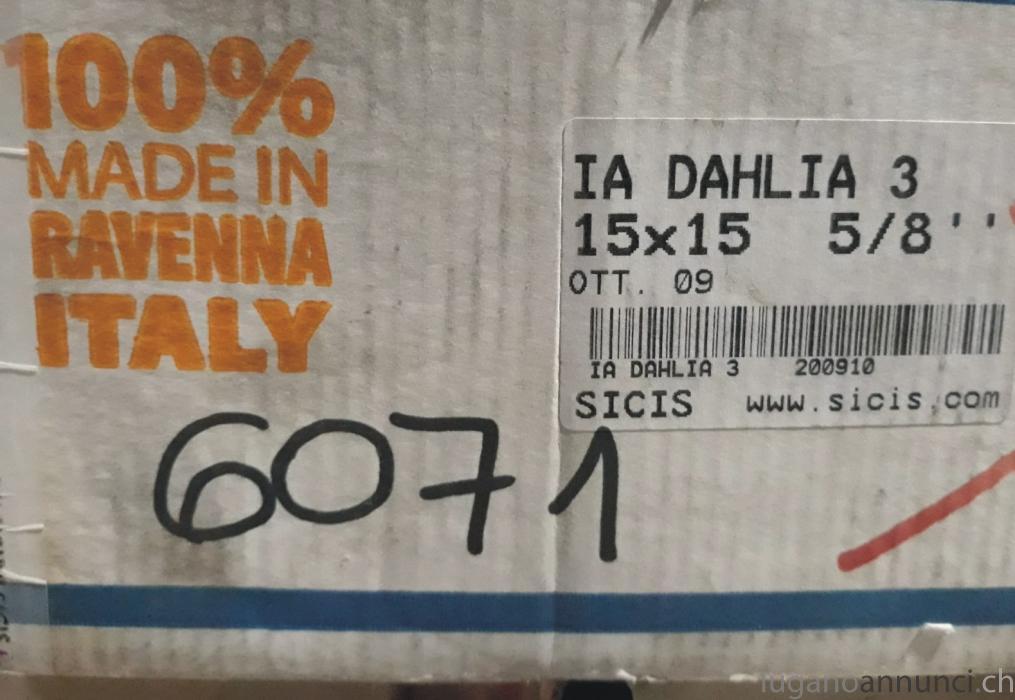 100%
MADE IN
RAVENNA
ITALY
IA DAHLIA 3
15x15 5/8''
OTT. 09
IA DAHLIA 3 200910
SICIS www.sicis.com
6071
luganoannunci.ch